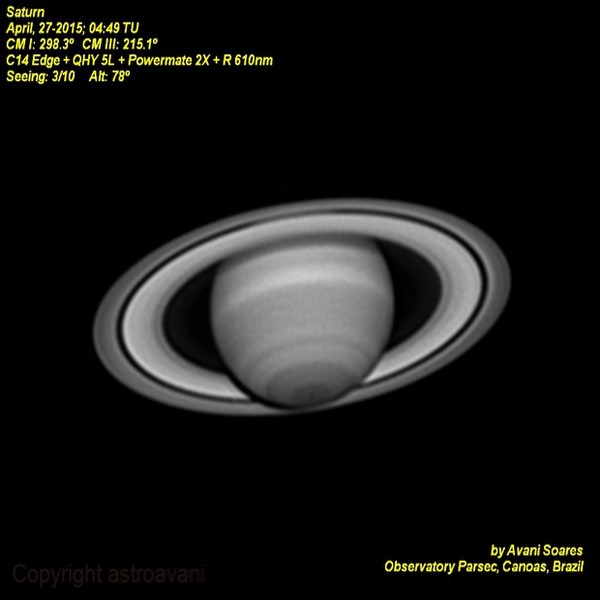 Saturn
April, 27-2015; 04:49 TU
CM I: 298.3º CM III: 215.1º
C14 Edge + QHY 5L + Powermate 2X + R 610nm
Seeing: 3/10 Alt: 78º
by Avani Soares
Observatory Parsec, Canoas, Brazil
Copyright astroavani